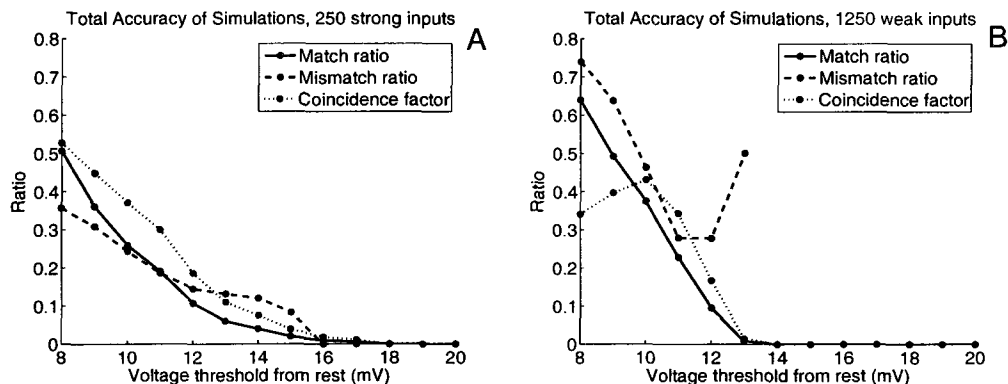 Total Accuracy of Simulations, 250 strong inputs
A
0.8
0.7
0.6
0.5
0.4
0.3
0.2
0.1
0
Ratio
Match ratio
Mismatch ratio
Coincidence factor
8 10 12 14 16 18 20
Voltage threshold from rest (mV)
Total Accuracy of Simulations, 1250 weak inputs
B
0.8
0.7
0.6
0.5
0.4
0.3
0.2
0.1
0
Ratio
Match ratio
Mismatch ratio
Coincidence factor
8 10 12 14 16 18 20
Voltage threshold from rest (mV)